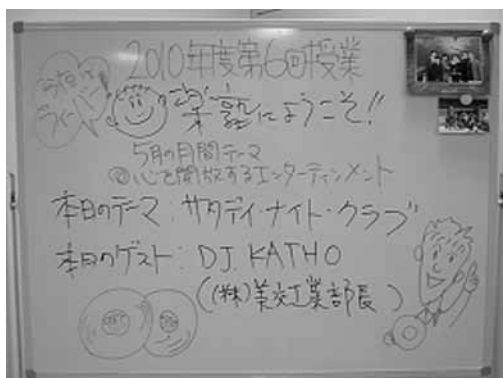 2010年度第6回授業
楽塾にようこそ!!
5月の月間テーマ
◎心を開放するエンターティンメント
本日のテーマ:サタデイ・ナイト・クラブ
本日のゲスト:DJ.KATHO
((株)美交工業部長)